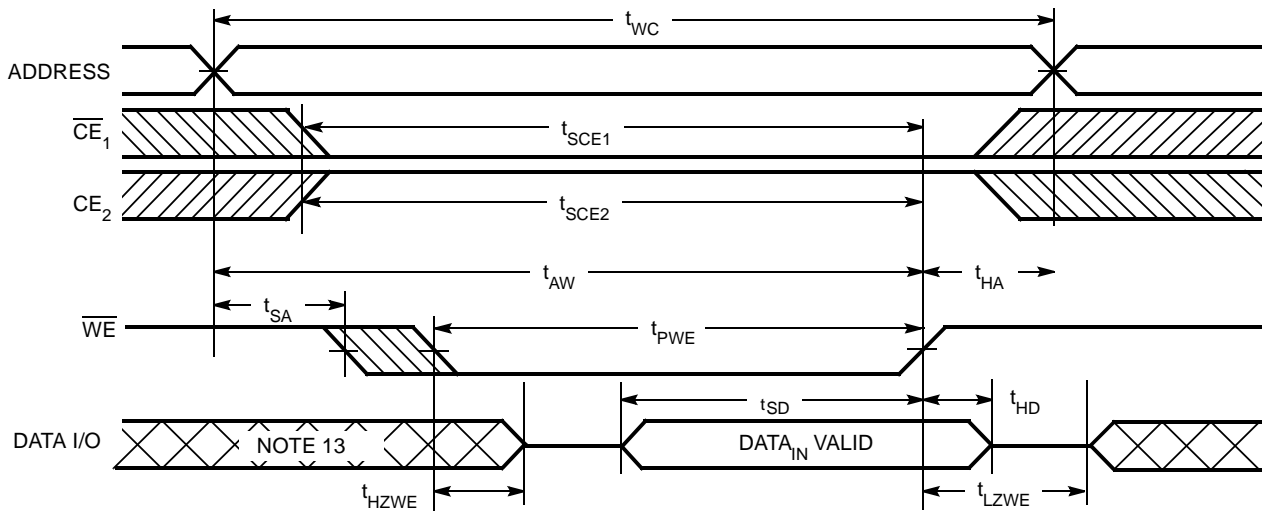 tWC
ADDRESS
CE1
tSCE1
CE2
tSCE2
tAW
tHA
tSA
WE
tPWE
tSD
tHD
DATA I/O
NOTE 13
DATAIN VALID
tHZWE
tLZWE